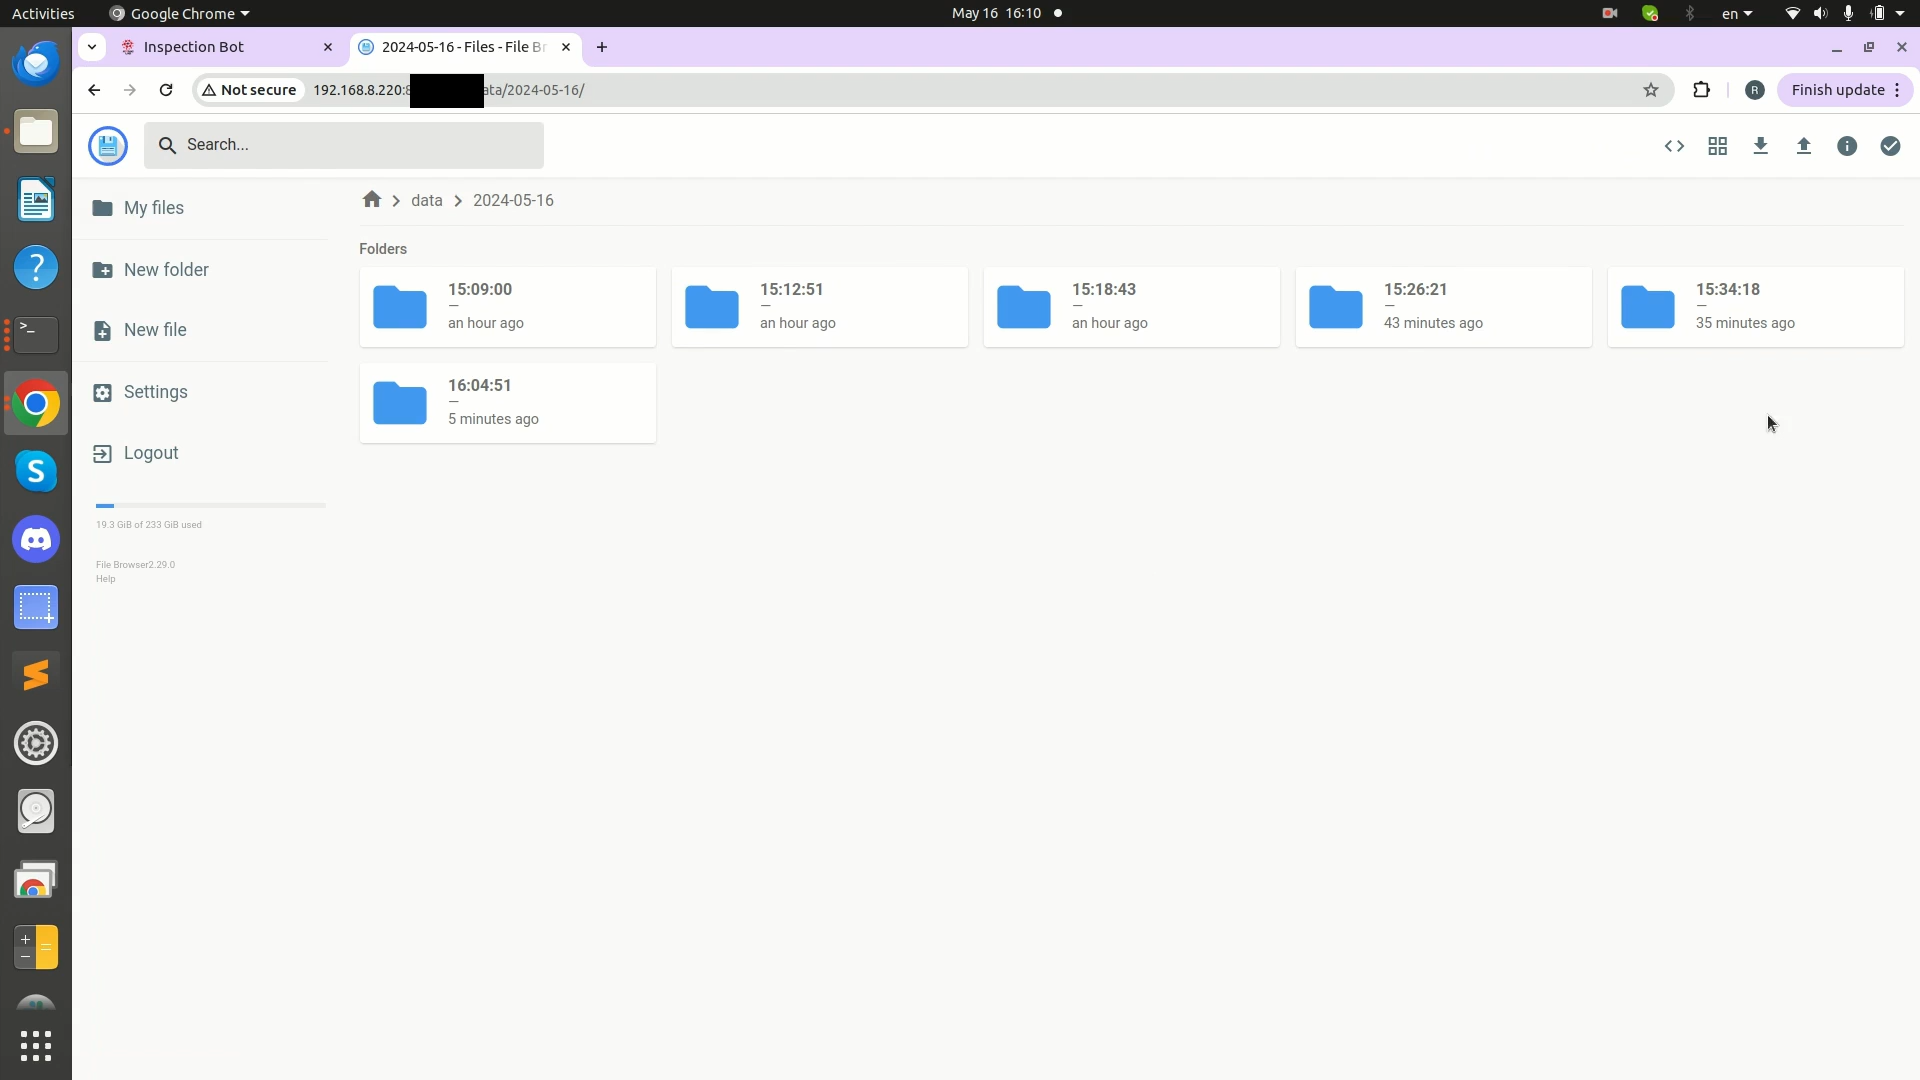 Activities
Google Chrome
May 16 16:10
en
Inspection Bot
2024-05-16 - Files - File Br
Not secure
192.168.8.220:
ata/2024-05-16/
R
Finish update
Search...
My files
New folder
New file
Settings
Logout
19.3 GiB of 233 GiB used
File Browser2.29.0
Help
data
2024-05-16
Folders
15:09:00
—
an hour ago
15:12:51
—
an hour ago
15:18:43
—
an hour ago
15:26:21
—
43 minutes ago
15:34:18
—
35 minutes ago
16:04:51
—
5 minutes ago